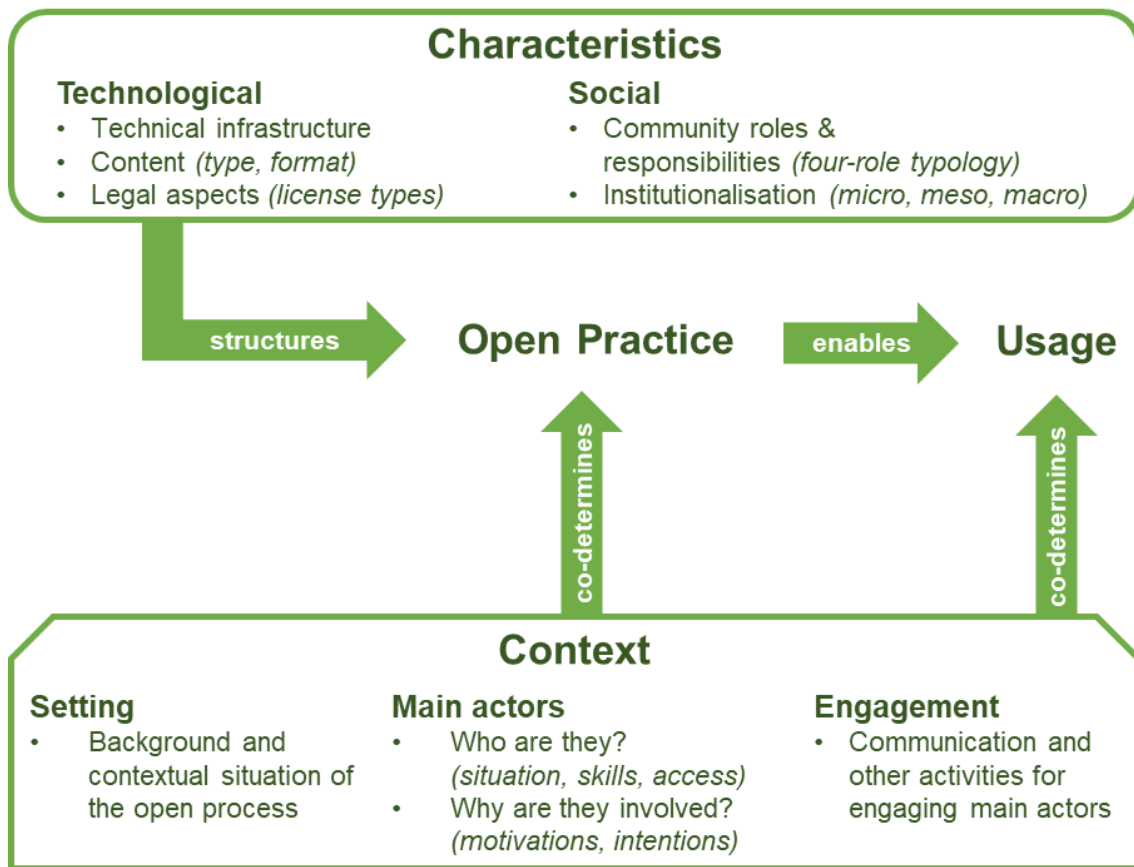 Characteristics
Technological
• Technical infrastructure
• Content (type, format)
• Legal aspects (license types)
Social
• Community roles &
responsibilities (four-role typology)
• Institutionalisation (micro, meso, macro)
structures
Open Practice
enables
Usage
co-determines
co-determines
Context
Setting
• Background and
contextual situation of
the open process
Main actors
• Who are they?
(situation, skills, access)
• Why are they involved?
(motivations, intentions)
Engagement
• Communication and
other activities for
engaging main actors